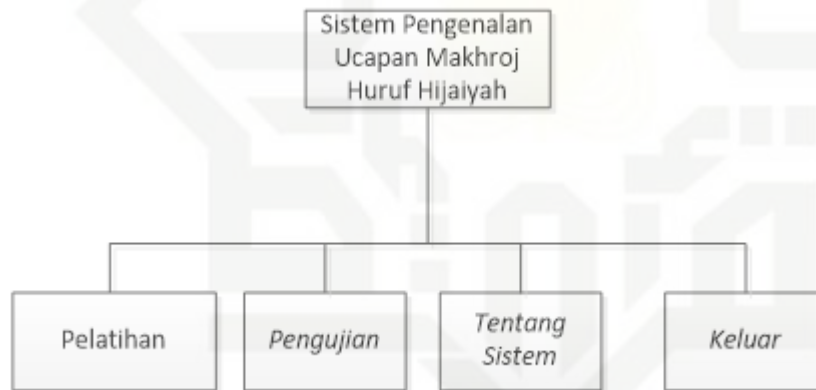 Sistem Pengenalan
Ucapan Makhroj
Huruf Hijaiyah
Pelatihan
Pengujian
Tentang
Sistem
Keluar